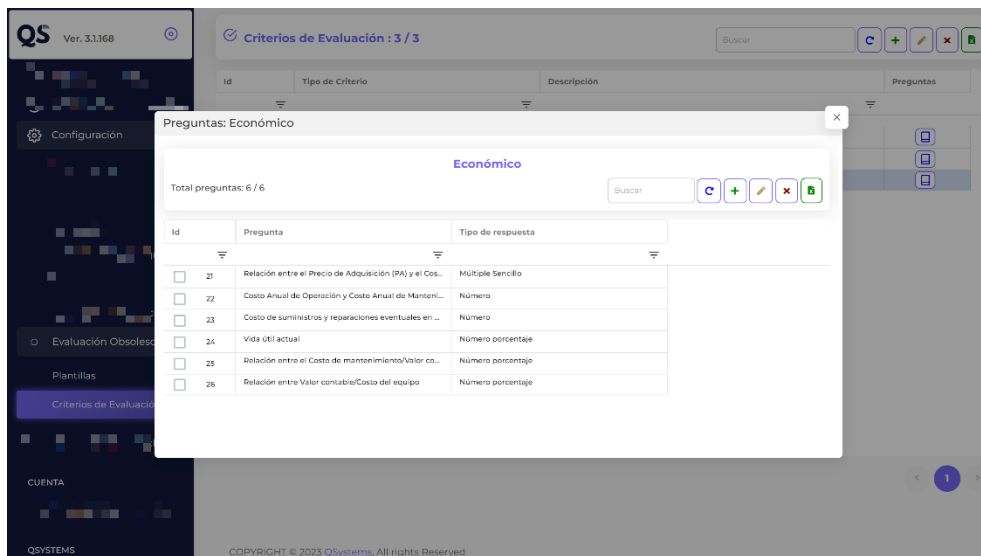 QS Ver. 3.1.168
Criterios de Evaluación : 3 / 3
Buscar
Id Tipo de Criterio Descripción Preguntas
Configuración
Evaluación Obsolesc
Plantillas
Criterios de Evaluació
CUENTA
QSYSTEMS
Preguntas: Económico
Económico
Total preguntas: 6 / 6
Buscar
Id Pregunta Tipo de respuesta
21 Relación entre el Precio de Adquisición (PA) y el Cos... Múltiple Sencillo
22 Costo Anual de Operación y Costo Anual de Manteni... Número
23 Costo de suministros y reparaciones eventuales en ... Número
24 Vida útil actual Número porcentaje
25 Relación entre el Costo de mantenimiento/Valor co... Número porcentaje
26 Relación entre Valor contable/Costo del equipo Número porcentaje
1
COPYRIGHT © 2023 QSystems, All rights Reserved